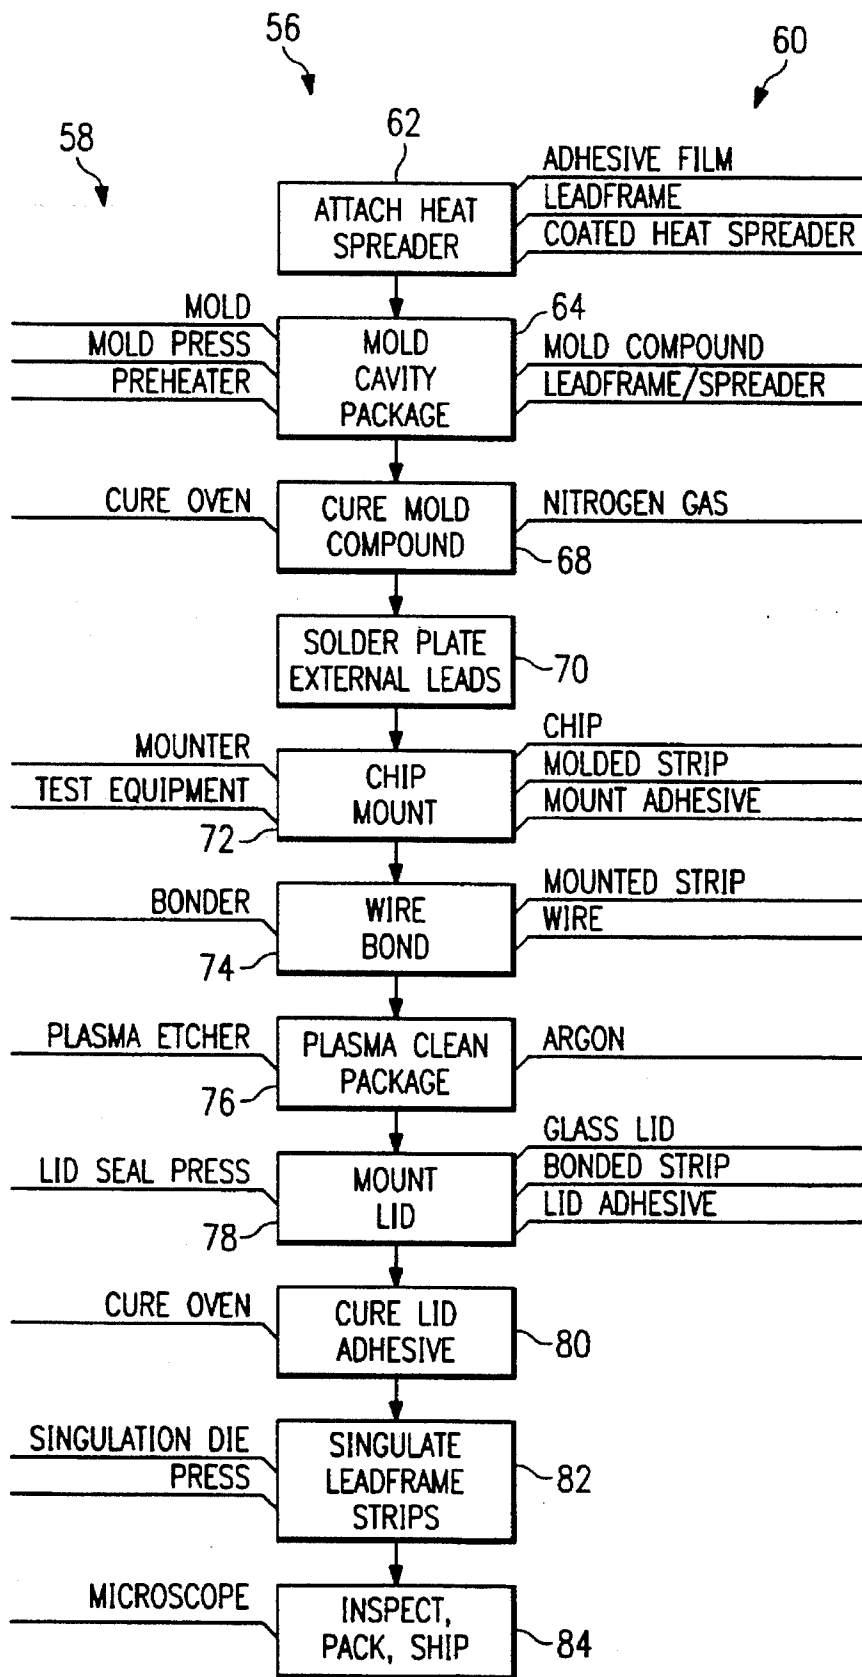 56
60
58
62
ATTACH HEAT
SPREADER
ADHESIVE FILM
LEADFRAME
COATED HEAT SPREADER
MOLD
MOLD PRESS
PREHEATER
64
MOLD
CAVITY
PACKAGE
MOLD COMPOUND
LEADFRAME/SPREADER
CURE OVEN
CURE MOLD
COMPOUND
NITROGEN GAS
68
SOLDER PLATE
EXTERNAL LEADS
70
MOUNTER
TEST EQUIPMENT
72
CHIP
MOUNT
CHIP
MOLDED STRIP
MOUNT ADHESIVE
BONDER
74
WIRE
BOND
MOUNTED STRIP
WIRE
PLASMA ETCHER
76
PLASMA CLEAN
PACKAGE
ARGON
LID SEAL PRESS
78
MOUNT
LID
GLASS LID
BONDED STRIP
LID ADHESIVE
CURE OVEN
CURE LID
ADHESIVE
80
SINGULATION DIE
PRESS
SINGULATE
LEADFRAME
STRIPS
82
MICROSCOPE
INSPECT,
PACK, SHIP
84